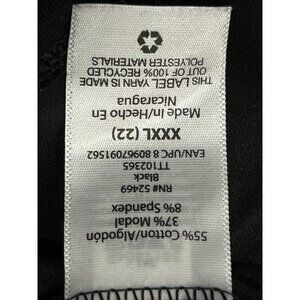 55% Cotton/Algodón
37% Modal
8% Spandex
RN# 52469
Black
TT102365
EAN/UPC 8 80967091562
XXXL (22)
Made In/Hecho En
Nicaragua
THIS LABEL YARN IS MADE
OUT OF 100% RECYCLED
POLYESTER MATERIALS